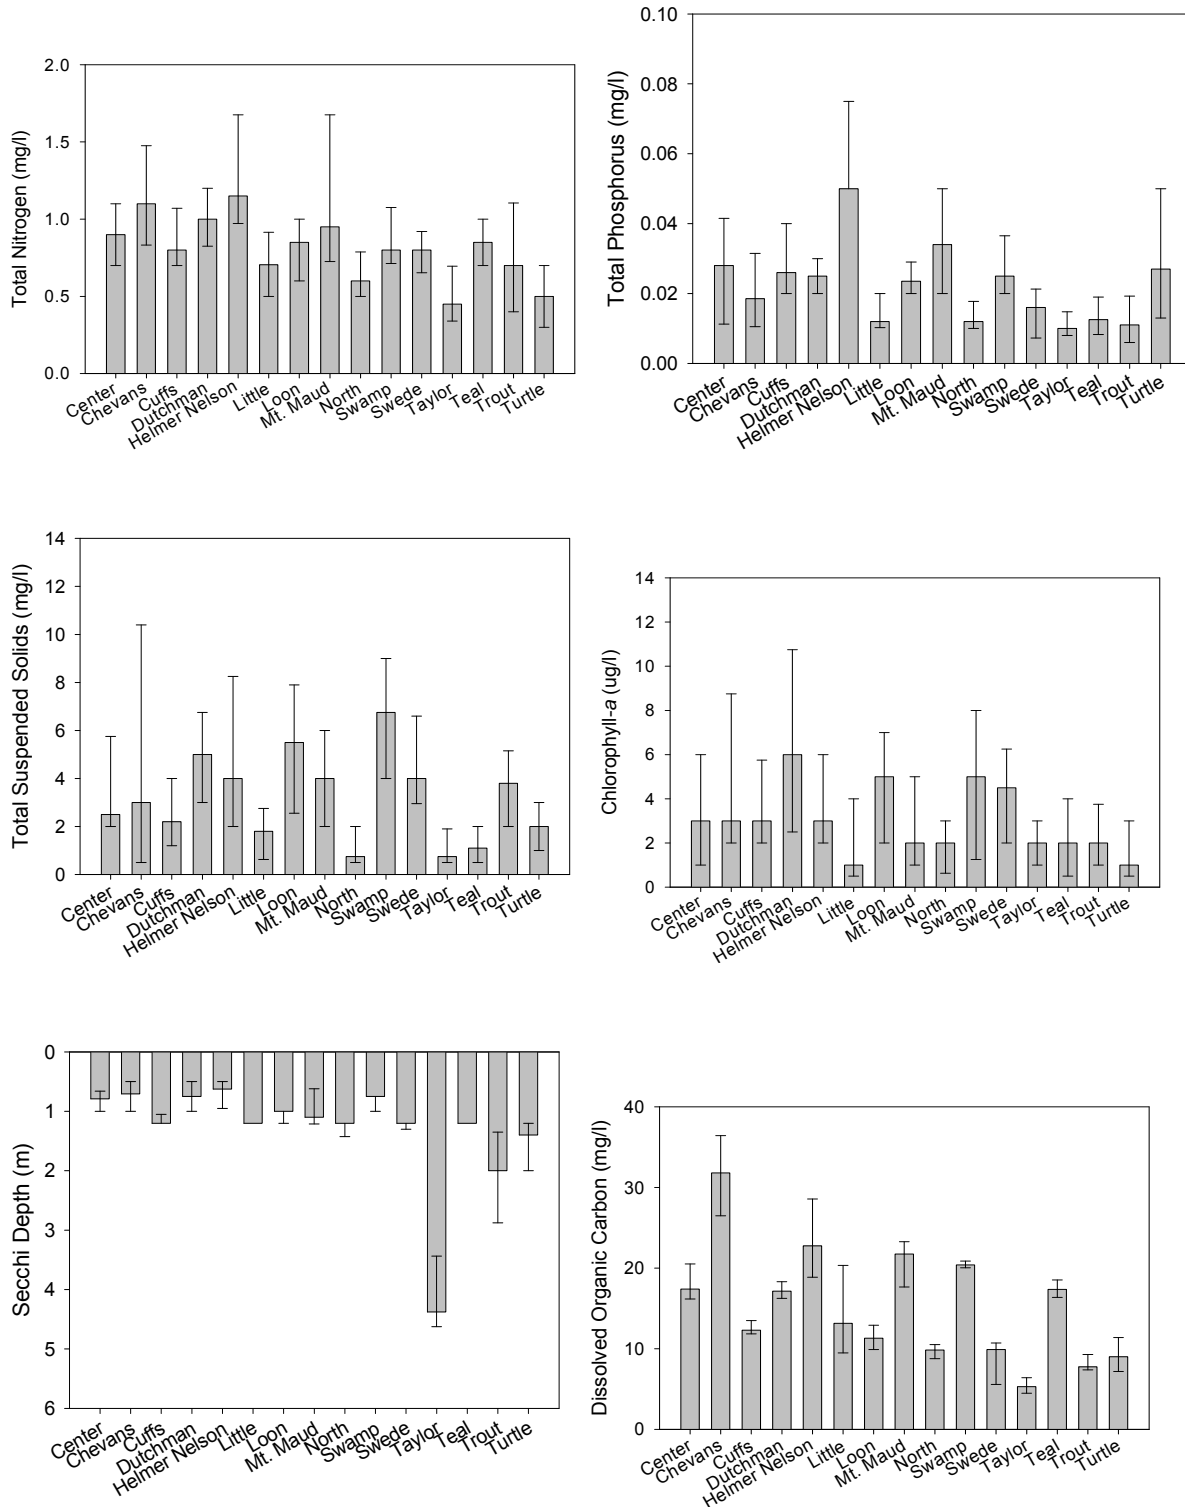 Total Nitrogen (mg/l)
2.0
1.5
1.0
0.5
0.0
Center
Chevans
Cuffs
Dutchman
Helmer Nelson
Little
Loon
Mt. Maud
North
Swamp
Swede
Taylor
Teal
Trout
Turtle
Total Phosphorus (mg/l)
0.10
0.08
0.06
0.04
0.02
0.00
Center
Chevans
Cuffs
Dutchman
Helmer Nelson
Little
Loon
Mt. Maud
North
Swamp
Swede
Taylor
Teal
Trout
Turtle
Total Suspended Solids (mg/l)
14
12
10
8
6
4
2
0
Center
Chevans
Cuffs
Dutchman
Helmer Nelson
Little
Loon
Mt. Maud
North
Swamp
Swede
Taylor
Teal
Trout
Turtle
Chlorophyll-a (ug/l)
14
12
10
8
6
4
2
0
Center
Chevans
Cuffs
Dutchman
Helmer Nelson
Little
Loon
Mt. Maud
North
Swamp
Swede
Taylor
Teal
Trout
Turtle
Secchi Depth (m)
0
1
2
3
4
5
6
Center
Chevans
Cuffs
Dutchman
Helmer Nelson
Little
Loon
Mt. Maud
North
Swamp
Swede
Taylor
Teal
Trout
Turtle
Dissolved Organic Carbon (mg/l)
40
30
20
10
0
Center
Chevans
Cuffs
Dutchman
Helmer Nelson
Little
Loon
Mt. Maud
North
Swamp
Swede
Taylor
Teal
Trout
Turtle